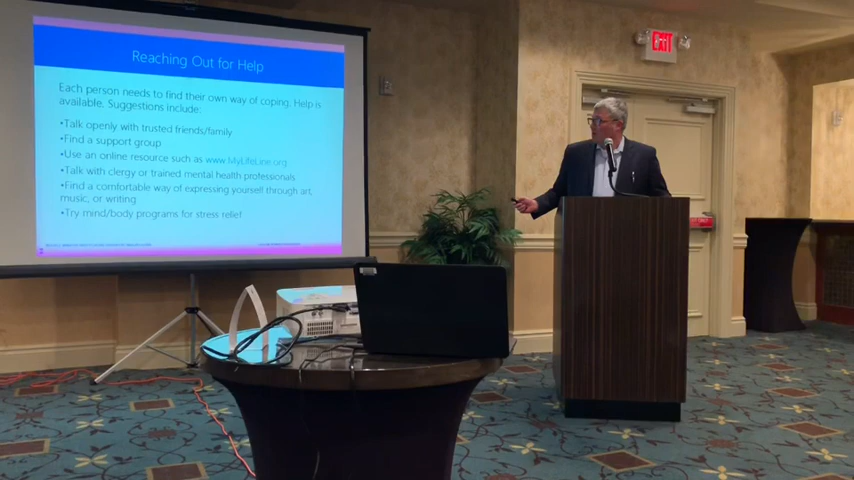 Reaching Out for Help
Each person needs to find their own way of coping. Help is
available. Suggestions include:
•Talk openly with trusted friends/family
•Find a support group
•Use an online resource such as www.MyLifeLine.org
•Talk with clergy or trained mental health professionals.
•Find a comfortable way of expressing yourself through art,
music, or writing
•Try mind/body programs for stress relief
EXIT